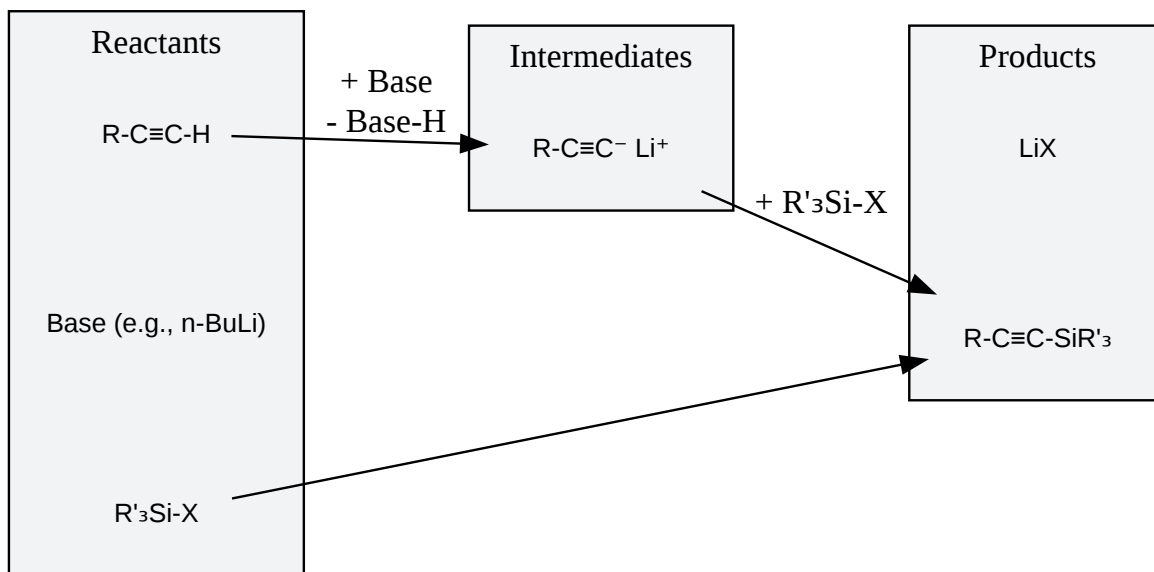 Reactants
R-C≡C-H
Base (e.g., n-BuLi)
R'₃Si-X
+ Base
- Base-H
Intermediates
R-C≡C⁻ Li⁺
+ R'₃Si-X
Products
LiX
R-C≡C-SiR'₃